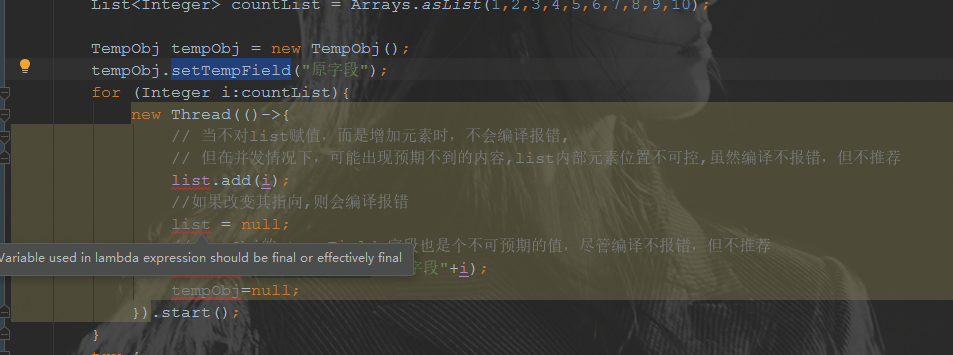 List<Integer> countList = Arrays.asList(1,2,3,4,5,6,7,8,9,10);
TempObj tempObj = new TempObj();
tempObj.setTempField("原字段");
for (Integer i:countList){
new Thread(()->{
// 当不对list赋值，而是增加元素时，不会编译报错,
// 但在并发情况下，可能出现预期不到的内容,list内部元素位置不可控,虽然编译不报错，但不推荐
list.add(i);
//如果改变其指向,则会编译报错
list = null;
字段也是个不可预期的值，尽管编译不报错，但不推荐
Variable used in lambda expression should be final or effectively final
字段"+i);
tempObj=null;
}).start();
}